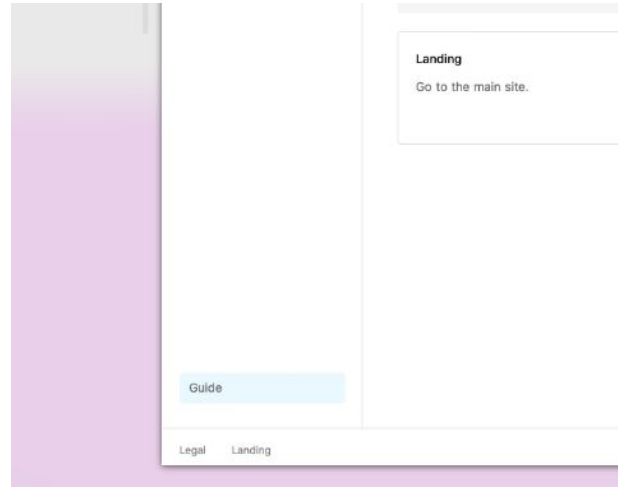 Landing
Go to the main site.
Guide
Legal Landing